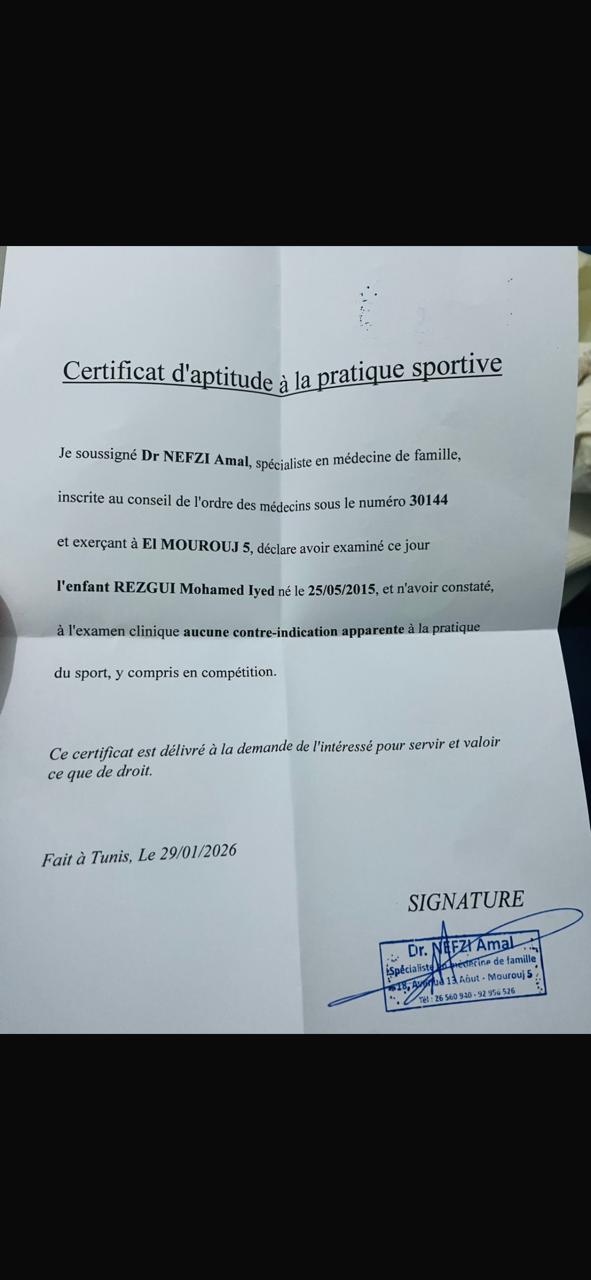 Certificat d'aptitude à la pratique sportive
Je soussigné Dr NEFZI Amal, spécialiste en médecine de famille,
inscrite au conseil de l'ordre des médecins sous le numéro 30144
et exerçant à El MOUROUJ 5, déclare avoir examiné ce jour
l'enfant REZGUI Mohamed Iyed né le 25/05/2015, et n'avoir constaté,
à l'examen clinique aucune contre-indication apparente à la pratique
du sport, y compris en compétition.
Ce certificat est délivré à la demande de l'intéressé pour servir et valoir
ce que de droit.
Fait à Tunis, Le 29/01/2026
SIGNATURE
Dr. NEFZI Amal
Spécialiste en médecine de famille
18, Avenue 13 Aôut - Mourouj 5
Tél : 26 560 940 - 92 956 526